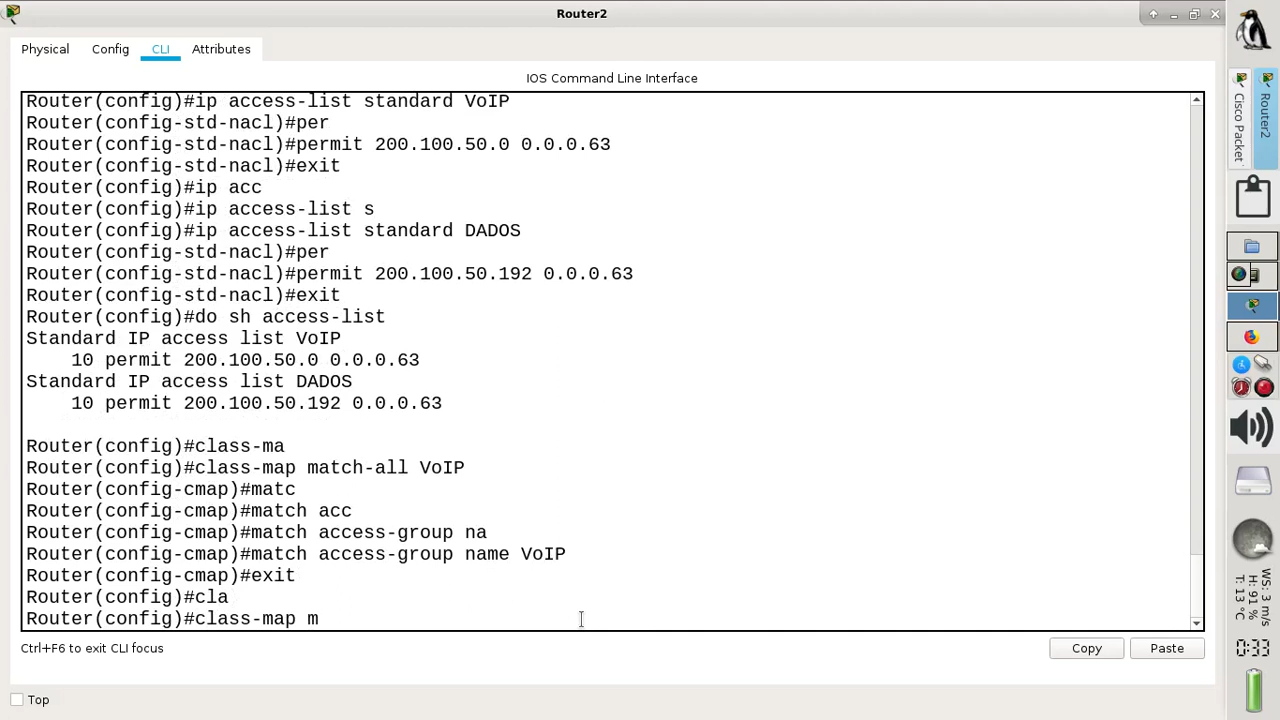 Router2
Physical
Config
CLI
Attributes
IOS Command Line Interface
Router(config)#ip access-list standard VoIP
Router(config-std-nacl)#per
Router(config-std-nacl)#permit 200.100.50.0 0.0.0.63
Router(config-std-nacl)#exit
Router(config)#ip acc
Router(config)#ip access-list s
Router(config)#ip access-list standard DADOS
Router(config-std-nacl)#per
Router(config-std-nacl)#permit 200.100.50.192 0.0.0.63
Router(config-std-nacl)#exit
Router(config)#do sh access-list
Standard IP access list VoIP
    10 permit 200.100.50.0 0.0.0.63
Standard IP access list DADOS
    10 permit 200.100.50.192 0.0.0.63
Router(config)#class-ma
Router(config)#class-map match-all VoIP
Router(config-cmap)#matc
Router(config-cmap)#match acc
Router(config-cmap)#match access-group na
Router(config-cmap)#match access-group name VoIP
Router(config-cmap)#exit
Router(config)#cla
Router(config)#class-map m
Ctrl+F6 to exit CLI focus
Copy
Paste
Top
Cisco Packet
Router2
WS: 3 m/s
H: 91 %
T: 13 °C
0:33